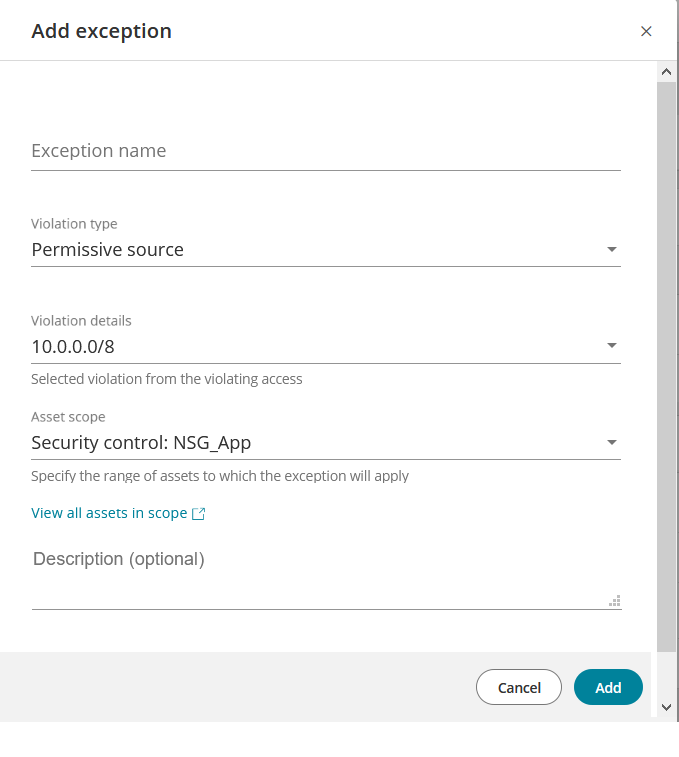 Add exception
Exception name
Violation type
Permissive source
Violation details
10.0.0.0/8
Selected violation from the violating access
Asset scope
Security control: NSG_App
Specify the range of assets to which the exception will apply
View all assets in scope
Description (optional)
Cancel
Add